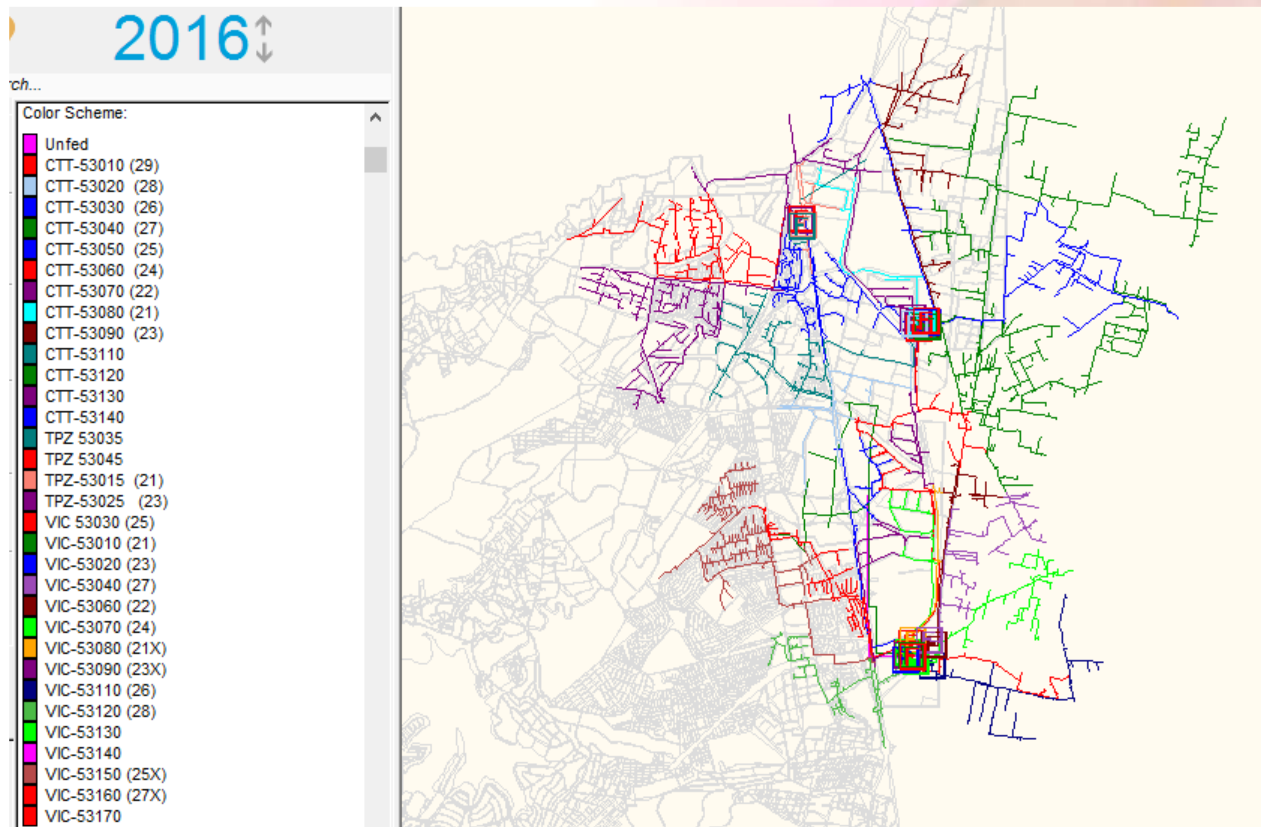 2016
rch...
Color Scheme:
Unfed
CTT-53010 (29)
CTT-53020 (28)
CTT-53030 (26)
CTT-53040 (27)
CTT-53050 (25)
CTT-53060 (24)
CTT-53070 (22)
CTT-53080 (21)
CTT-53090 (23)
CTT-53110
CTT-53120
CTT-53130
CTT-53140
TPZ 53035
TPZ 53045
TPZ-53015 (21)
TPZ-53025 (23)
VIC 53030 (25)
VIC-53010 (21)
VIC-53020 (23)
VIC-53040 (27)
VIC-53060 (22)
VIC-53070 (24)
VIC-53080 (21X)
VIC-53090 (23X)
VIC-53110 (26)
VIC-53120 (28)
VIC-53130
VIC-53140
VIC-53150 (25X)
VIC-53160 (27X)
VIC-53170